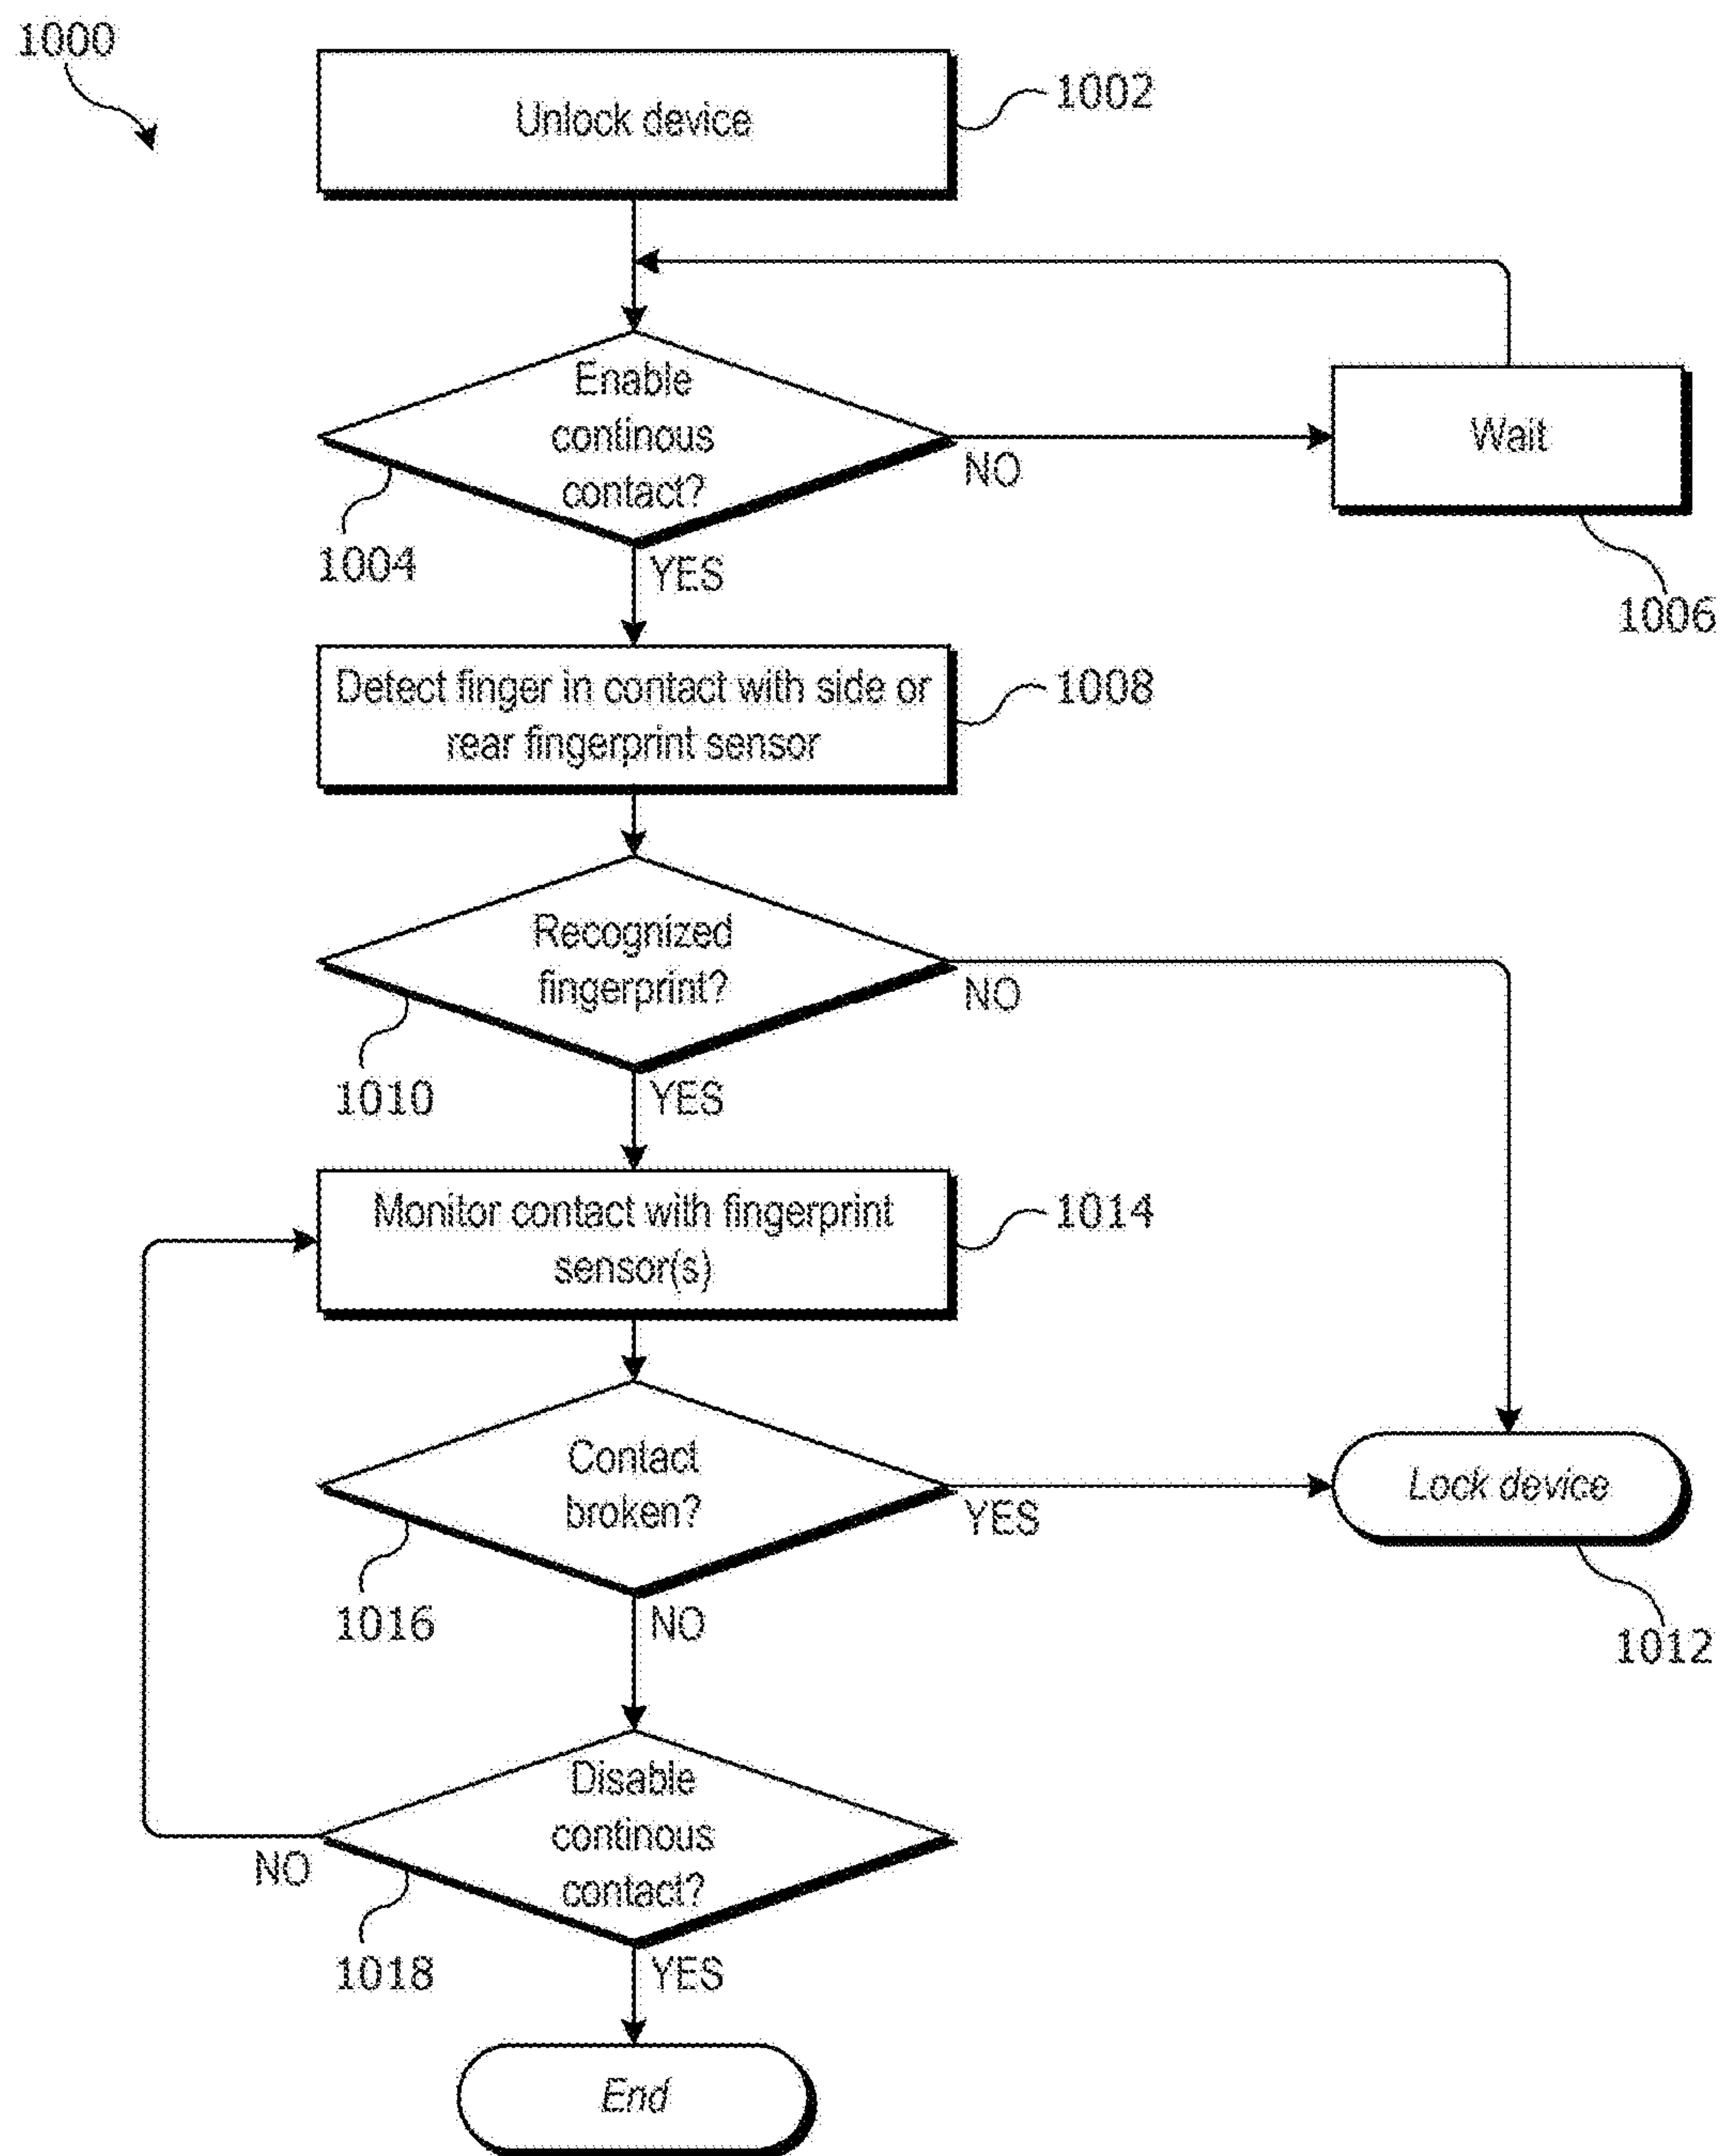 1000
Unlock device
1002
Enable
continous
contact?
NO
Wait
1004
YES
1006
Detect finger in contact with side or
rear fingerprint sensor
1008
Recognized
fingerprint?
NO
1010
YES
Monitor contact with fingerprint
sensor(s)
1014
Contact
broken?
YES
Lock device
1016
NO
1012
Disable
continous
contact?
NO
1018
YES
End